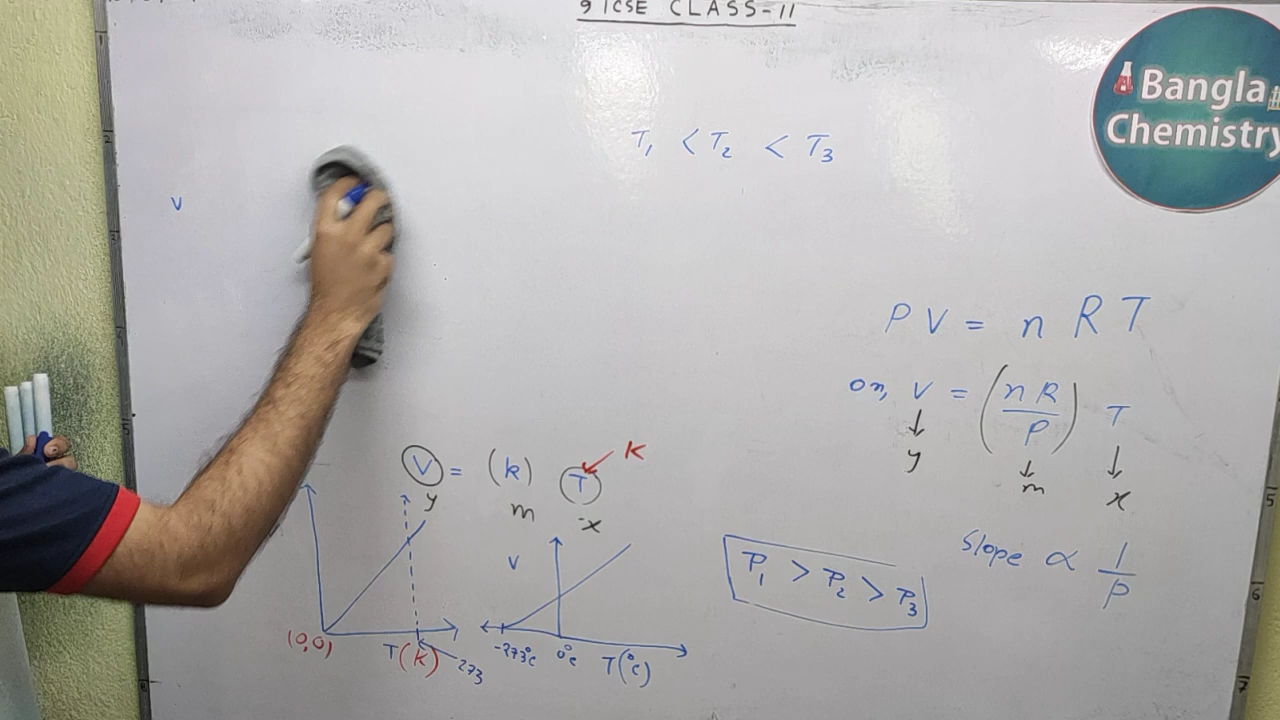 9 ICSE CLASS-11
Bangla
Chemistry
T₁ < T₂ < T₃
V
PV = nRT
or, V = (nR/P) T
y m x
V = (k) T K
y m x
V
(0,0) T(K) 273
-273°C 0°C T(°C)
P₁ > P₂ > P₃
Slope ∝ 1/P